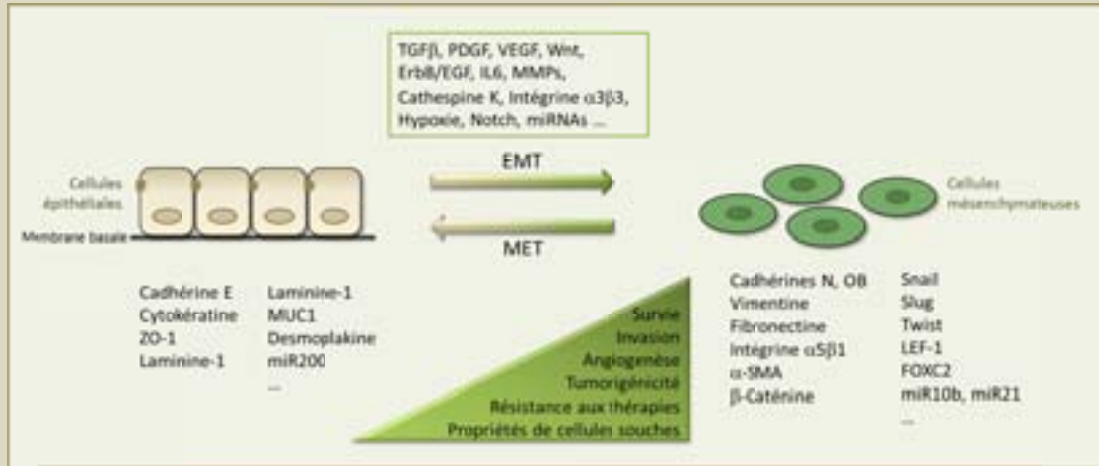 TGFβ, PDGF, VEGF, Wnt,
ErbB/EGF, IL6, MMPs,
Cathespine K, Intégrine α3β3,
Hypoxie, Notch, miRNAs ...
EMT
MET
Cellules
épithéliales
Membrane basale
Cellules
mésenchymateuses
Cadhérine E Laminine-1
Cytokératine MUC1
ZO-1 Desmoplakine
Laminine-1 miR200
...
Survie
Invasion
Angiogenèse
Tumorigénicité
Résistance aux thérapies
Propriétés de cellules souches
Cadhérines N, OB Snail
Vimentine Slug
Fibronectine Twist
Intégrine α5β1 LEF-1
α-SMA FOXC2
β-Caténine miR10b, miR21
...